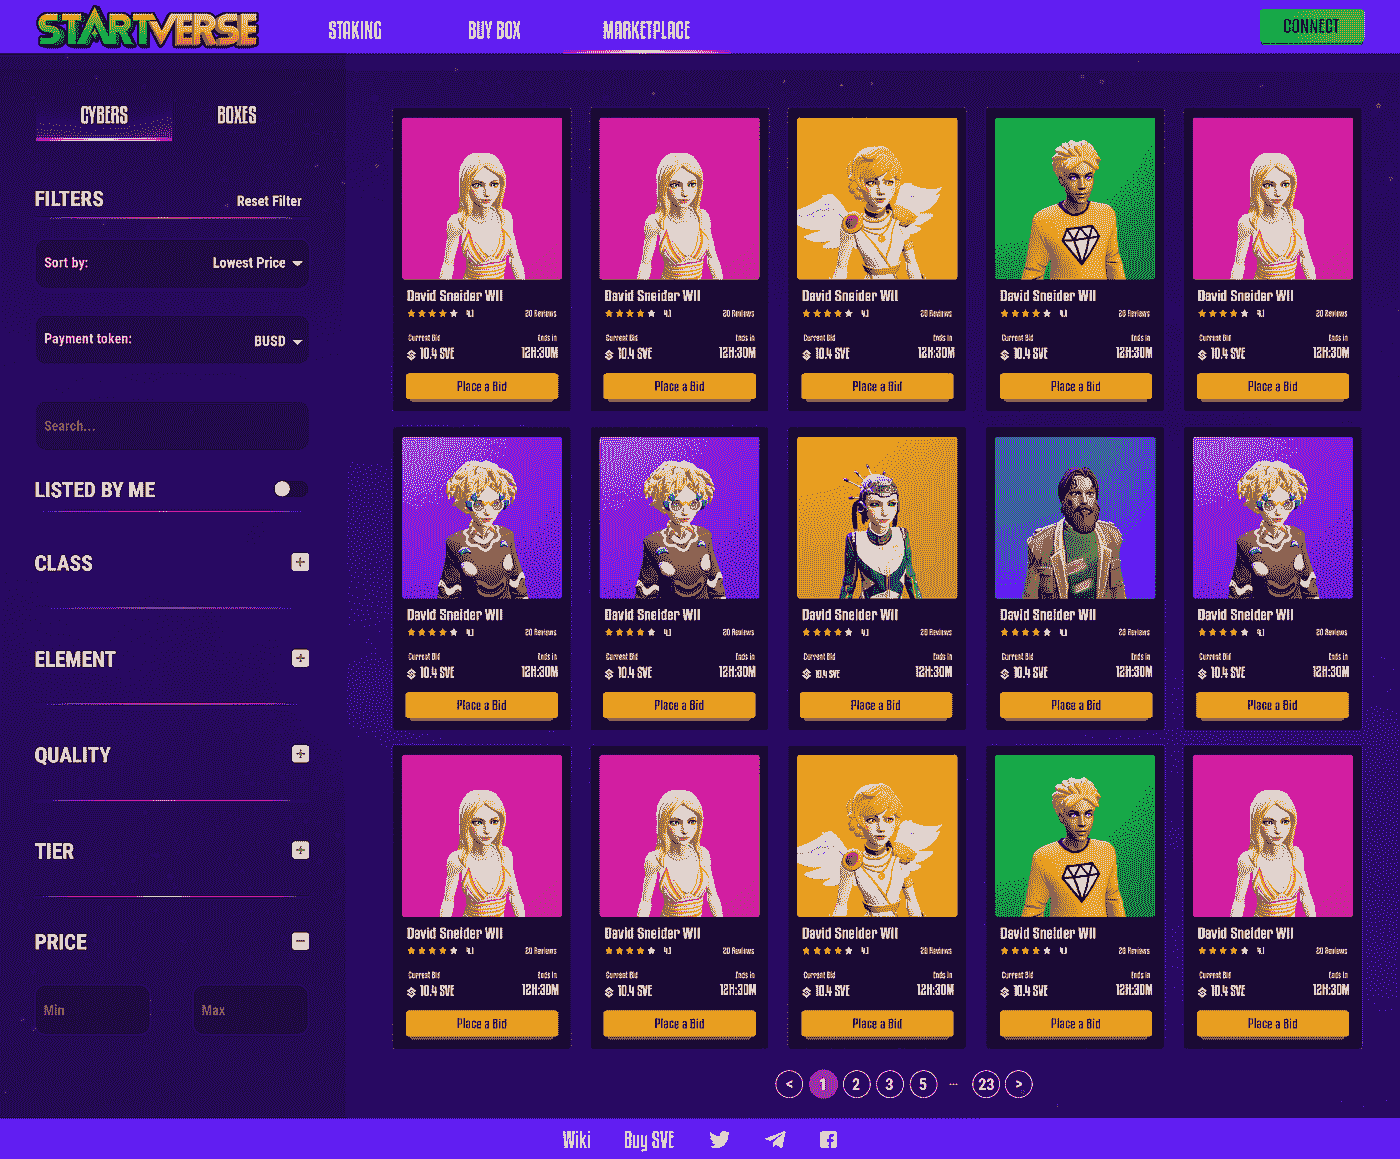 STARTVERSE
STAKING
BUY BOX
MARKETPLACE
CONNECT
CYBERS
BOXES
FILTERS
Reset Filter
Sort by:
Lowest Price
Payment token:
BUSD
Search...
LISTED BY ME
CLASS
ELEMENT
QUALITY
TIER
PRICE
Min
Max
David Sneider WII
4.1
20 Reviews
Current Bid
Ends in
10.4 SVE
12H:30M
Place a Bid
David Sneider WII
4.1
20 Reviews
Current Bid
Ends in
10.4 SVE
12H:30M
Place a Bid
David Sneider WII
4.1
20 Reviews
Current Bid
Ends in
10.4 SVE
12H:30M
Place a Bid
David Sneider WII
4.1
20 Reviews
Current Bid
Ends in
10.4 SVE
12H:30M
Place a Bid
David Sneider WII
4.1
20 Reviews
Current Bid
Ends in
10.4 SVE
12H:30M
Place a Bid
David Sneider WII
4.1
20 Reviews
Current Bid
Ends in
10.4 SVE
12H:30M
Place a Bid
David Sneider WII
4.1
20 Reviews
Current Bid
Ends in
10.4 SVE
12H:30M
Place a Bid
David Sneider WII
4.1
20 Reviews
Current Bid
Ends in
10.4 SVE
12H:30M
Place a Bid
David Sneider WII
4.1
20 Reviews
Current Bid
Ends in
10.4 SVE
12H:30M
Place a Bid
David Sneider WII
4.1
20 Reviews
Current Bid
Ends in
10.4 SVE
12H:30M
Place a Bid
David Sneider WII
4.1
20 Reviews
Current Bid
Ends in
10.4 SVE
12H:30M
Place a Bid
David Sneider WII
4.1
20 Reviews
Current Bid
Ends in
10.4 SVE
12H:30M
Place a Bid
David Sneider WII
4.1
20 Reviews
Current Bid
Ends in
10.4 SVE
12H:30M
Place a Bid
David Sneider WII
4.1
20 Reviews
Current Bid
Ends in
10.4 SVE
12H:30M
Place a Bid
David Sneider WII
4.1
20 Reviews
Current Bid
Ends in
10.4 SVE
12H:30M
Place a Bid
< 1 2 3 5 ... 23 >
Wiki
Buy SVE